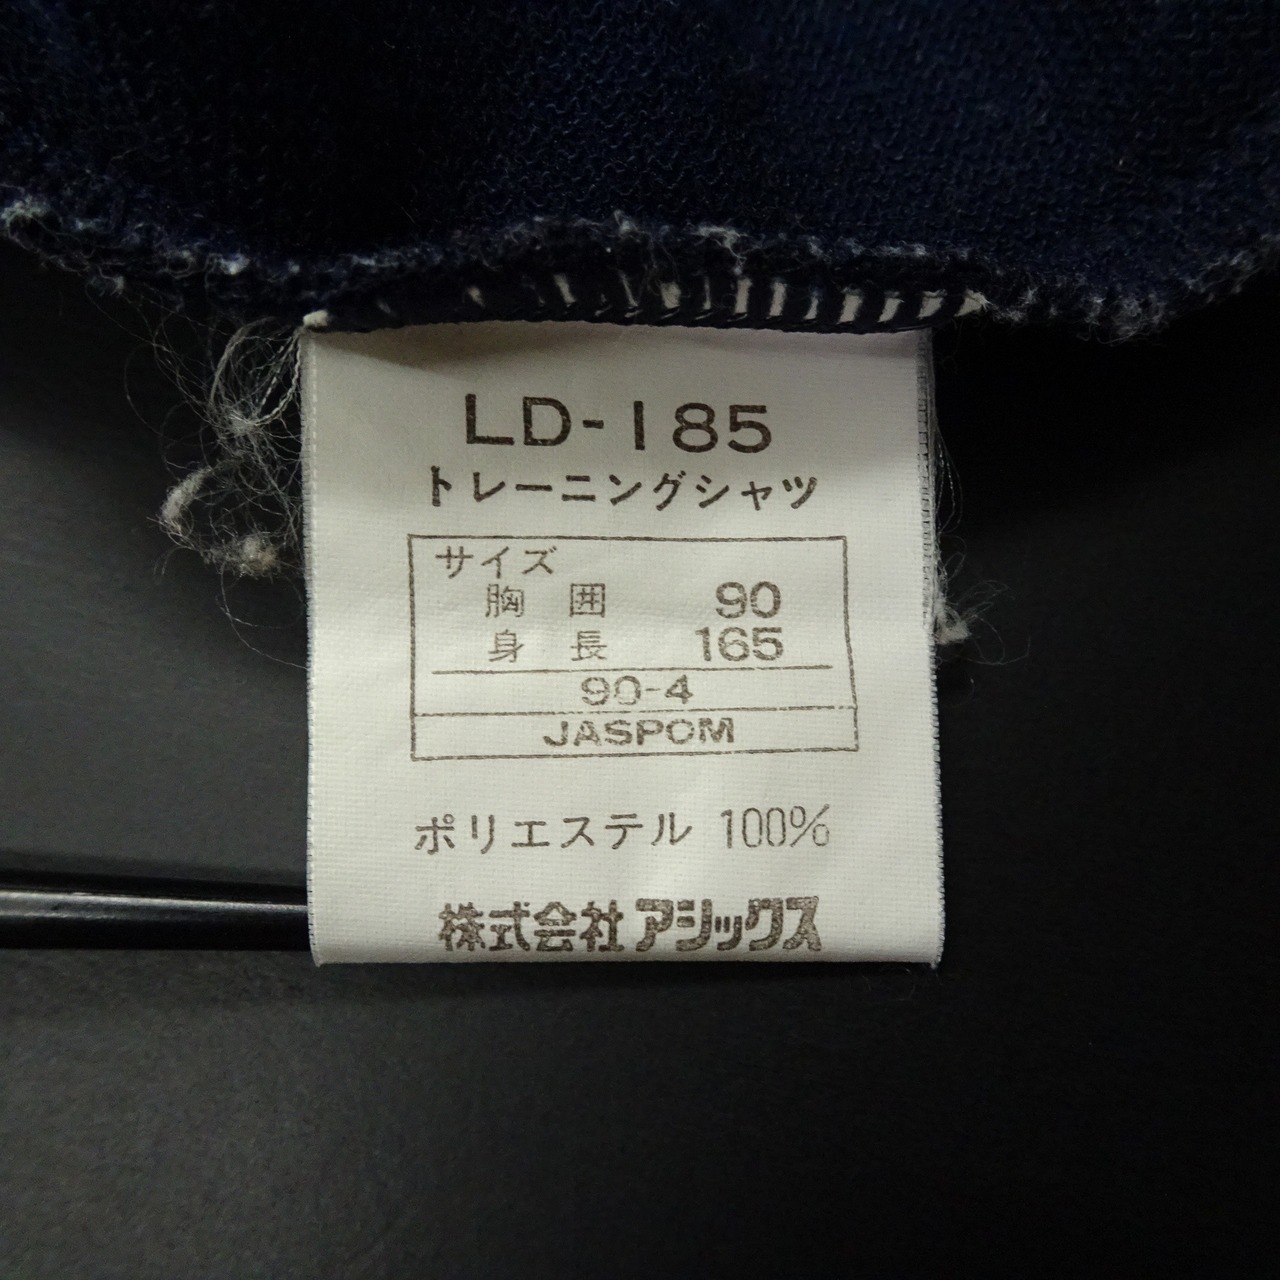 LD-185
トレーニングシャツ
サイズ
胸囲 90
身長 165
90-4
JASPOM
ポリエステル 100%
株式会社アシックス